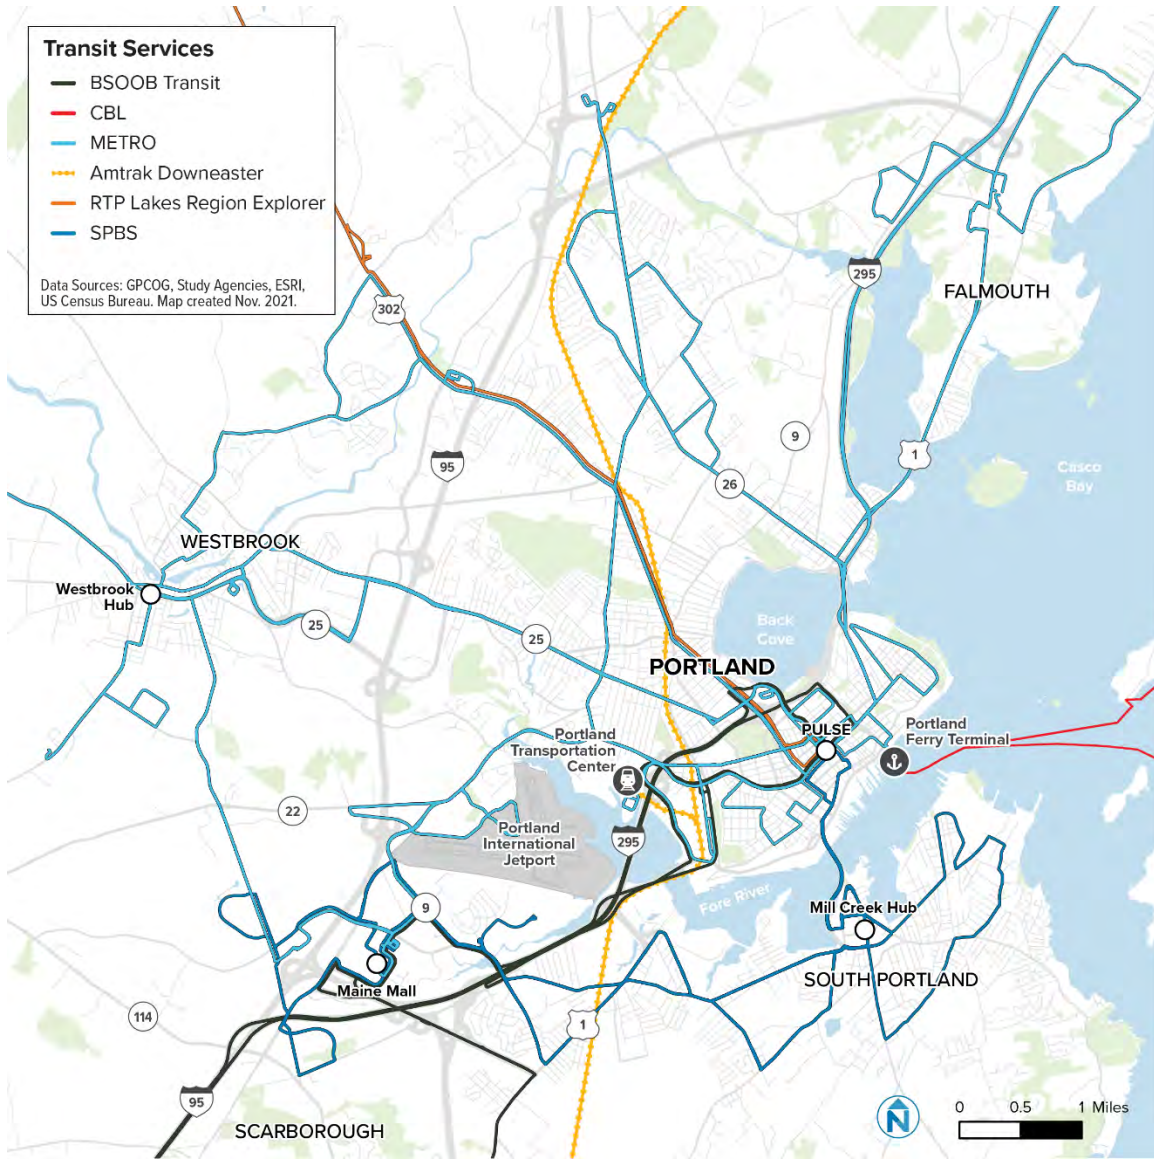 Transit Services
BSOOB Transit
CBL
METRO
Amtrak Downeaster
RTP Lakes Region Explorer
SPBS
Data Sources: GPCOG, Study Agencies, ESRI,
US Census Bureau. Map created Nov. 2021.
302
295
FALMOUTH
9
1
95
26
Casco
Bay
WESTBROOK
Westbrook
Hub
25
25
Back
Cove
PORTLAND
Portland
Transportation
Center
PULSE
Portland
Ferry Terminal
22
Portland
International
Jetport
295
Fore River
9
Mill Creek Hub
Maine Mall
SOUTH PORTLAND
114
1
95
SCARBOROUGH
N
0 0.5 1 Miles